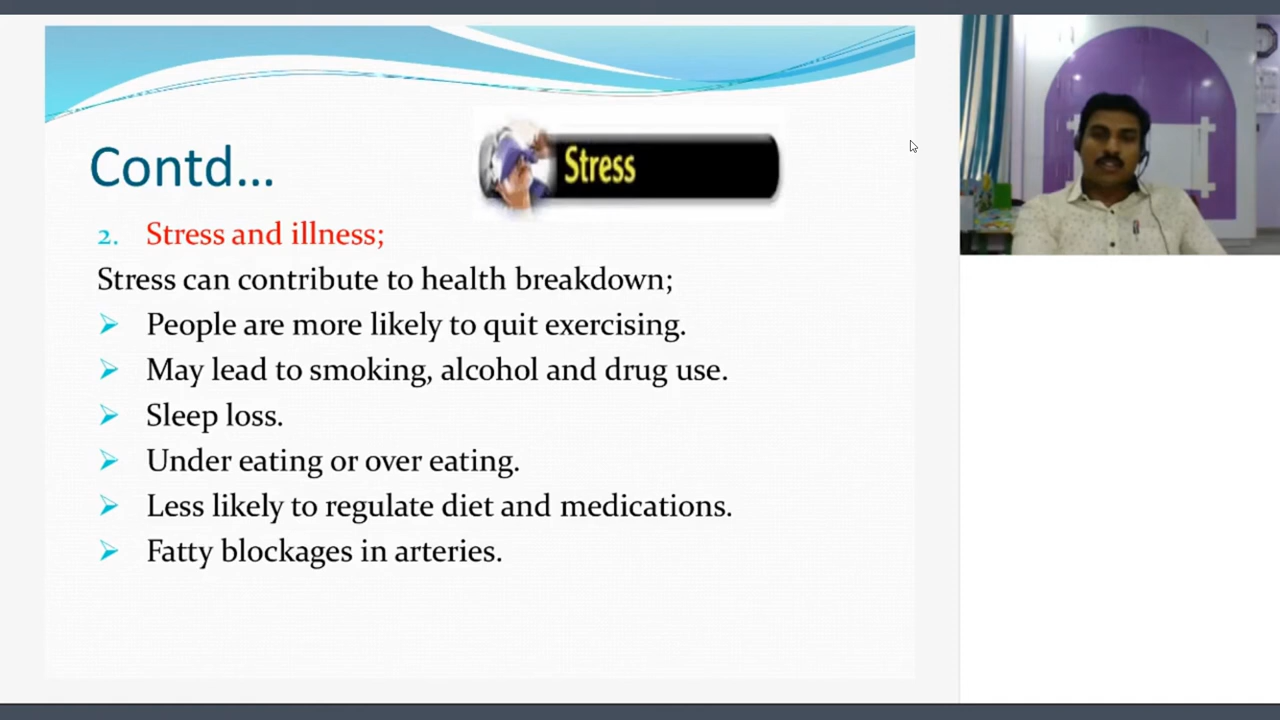 Contd...
Stress
2. Stress and illness;
Stress can contribute to health breakdown;
People are more likely to quit exercising.
May lead to smoking, alcohol and drug use.
Sleep loss.
Under eating or over eating.
Less likely to regulate diet and medications.
Fatty blockages in arteries.